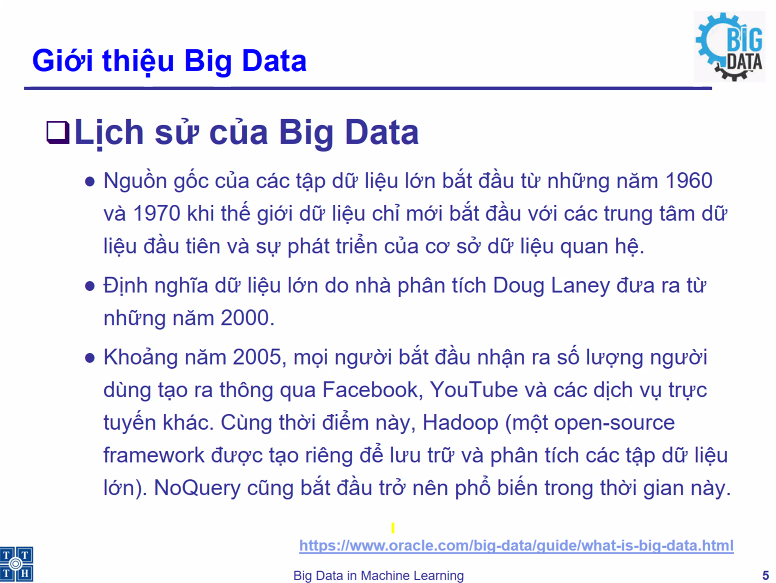 BIG
DATA
Giới thiệu Big Data
Lịch sử của Big Data
● Nguồn gốc của các tập dữ liệu lớn bắt đầu từ những năm 1960
và 1970 khi thế giới dữ liệu chỉ mới bắt đầu với các trung tâm dữ
liệu đầu tiên và sự phát triển của cơ sở dữ liệu quan hệ.
● Định nghĩa dữ liệu lớn do nhà phân tích Doug Laney đưa ra từ
những năm 2000.
● Khoảng năm 2005, mọi người bắt đầu nhận ra số lượng người
dùng tạo ra thông qua Facebook, YouTube và các dịch vụ trực
tuyến khác. Cùng thời điểm này, Hadoop (một open-source
framework được tạo riêng để lưu trữ và phân tích các tập dữ liệu
lớn). NoQuery cũng bắt đầu trở nên phổ biến trong thời gian này.
https://www.oracle.com/big-data/guide/what-is-big-data.html
T T
T H
Big Data in Machine Learning
5